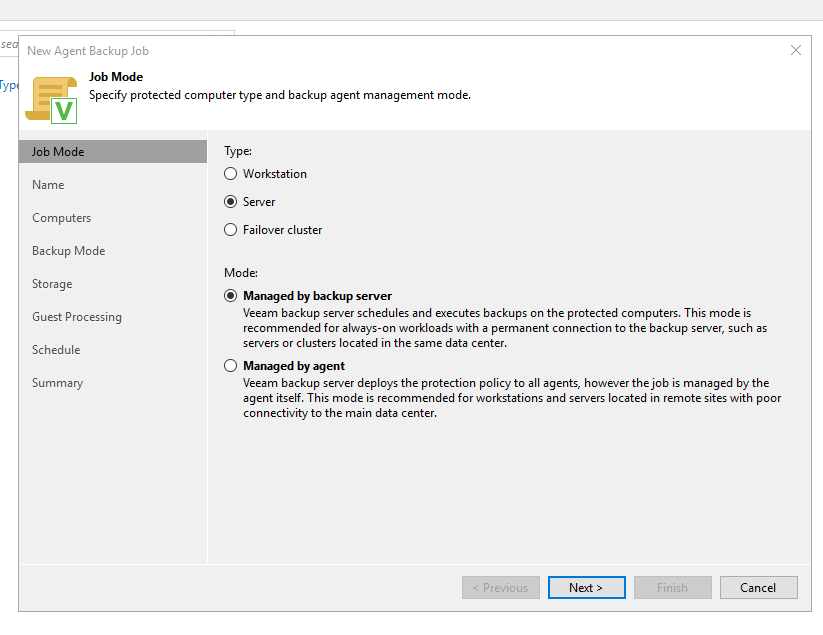 sea
New Agent Backup Job
Job Mode
Type
Specify protected computer type and backup agent management mode.
V
Job Mode
Name
Computers
Backup Mode
Storage
Guest Processing
Schedule
Summary
Type:
Workstation
Server
Failover cluster
Mode:
Managed by backup server
Veeam backup server schedules and executes backups on the protected computers. This mode is
recommended for always-on workloads with a permanent connection to the backup server, such as
servers or clusters located in the same data center.
Managed by agent
Veeam backup server deploys the protection policy to all agents, however the job is managed by the
agent itself. This mode is recommended for workstations and servers located in remote sites with poor
connectivity to the main data center.
< Previous
Next >
Finish
Cancel